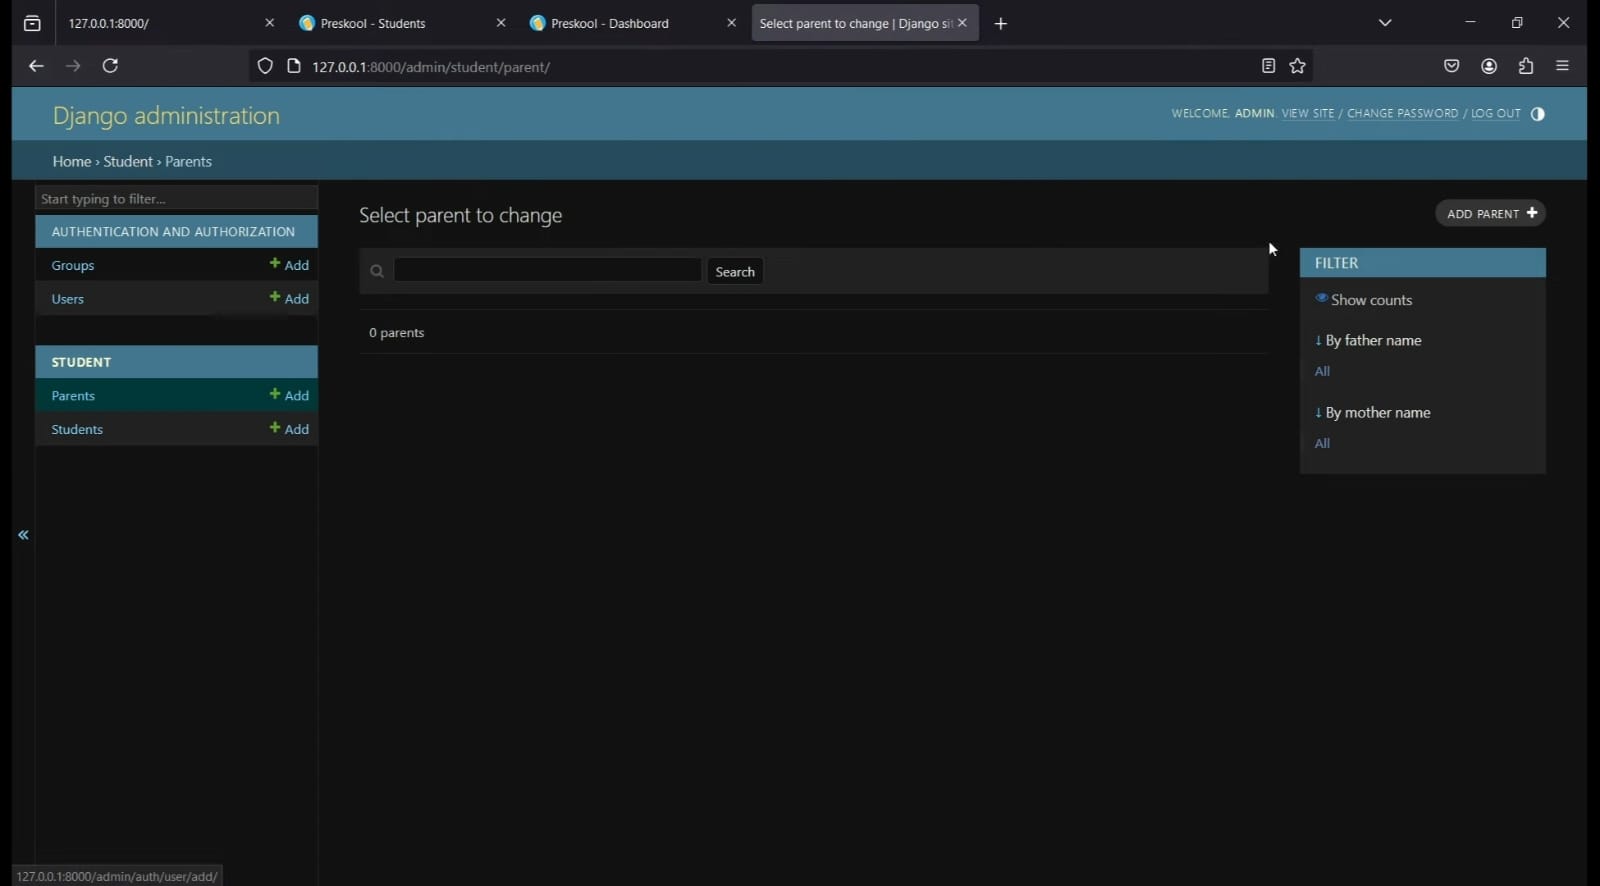 127.0.0.1:8000/
Preskool - Students
Preskool - Dashboard
Select parent to change | Django si
127.0.0.1:8000/admin/student/parent/
Django administration
WELCOME, ADMIN. VIEW SITE / CHANGE PASSWORD / LOG OUT
Home › Student › Parents
Start typing to filter...
AUTHENTICATION AND AUTHORIZATION
Groups + Add
Users + Add
STUDENT
Parents + Add
Students + Add
«
Select parent to change
ADD PARENT +
Search
0 parents
FILTER
Show counts
↓ By father name
All
↓ By mother name
All
127.0.0.1:8000/admin/auth/user/add/